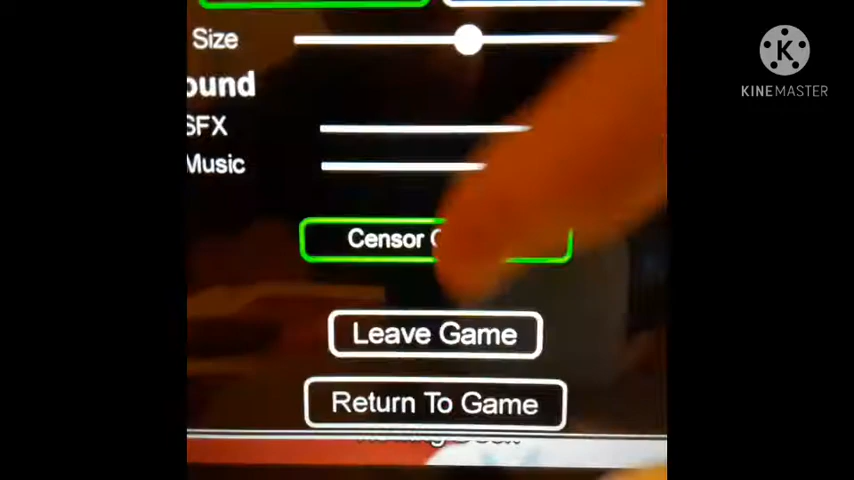 Size
KINEMASTER
ound
SFX
Music
Censor
Leave Game
Return To Game